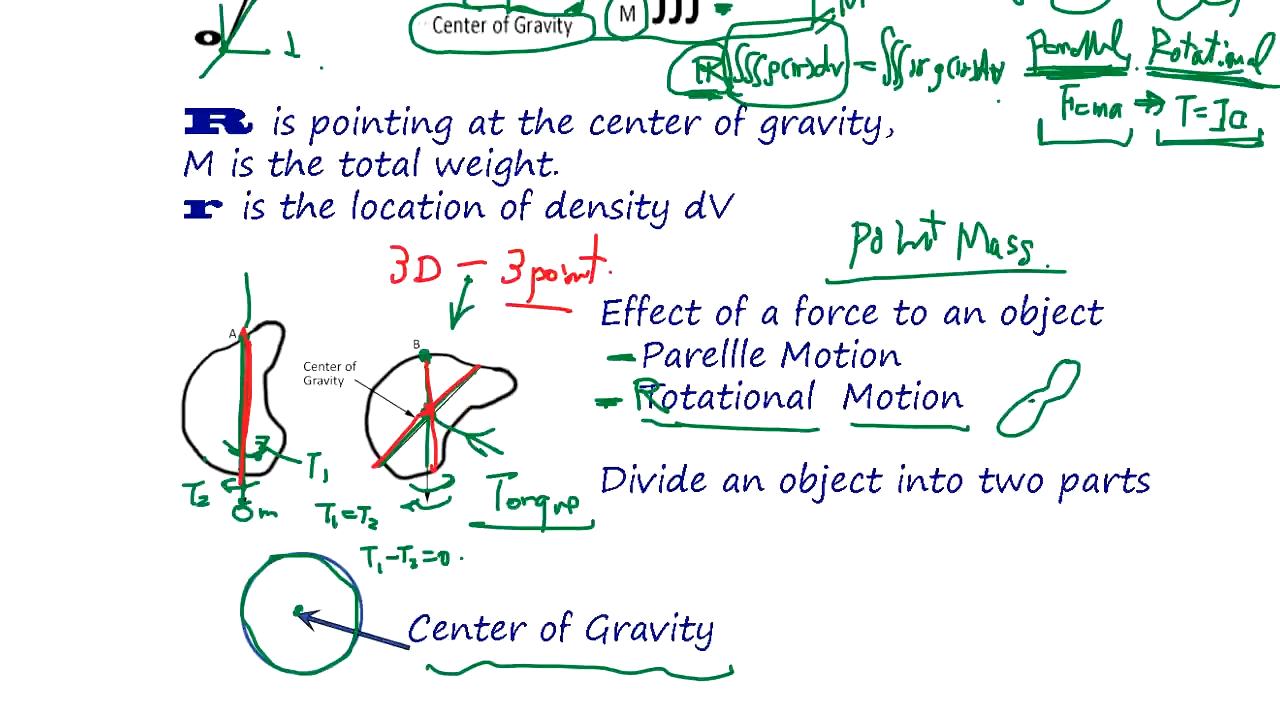 Center of Gravity
M ∭
R ∭ρ(r)dv = ∭ r ρ(r)dv
Parallel. Rotational
F=ma ⇒ T=Ia
R is pointing at the center of gravity,
M is the total weight.
r is the location of density dV
Point Mass.
3D - 3 point.
Effect of a force to an object
- Parellle Motion
- Rotational Motion
A
B
Center of
Gravity
T₁
T₂
m
T₁=T₂
Torque
Divide an object into two parts
T₁-T₂=0.
Center of Gravity